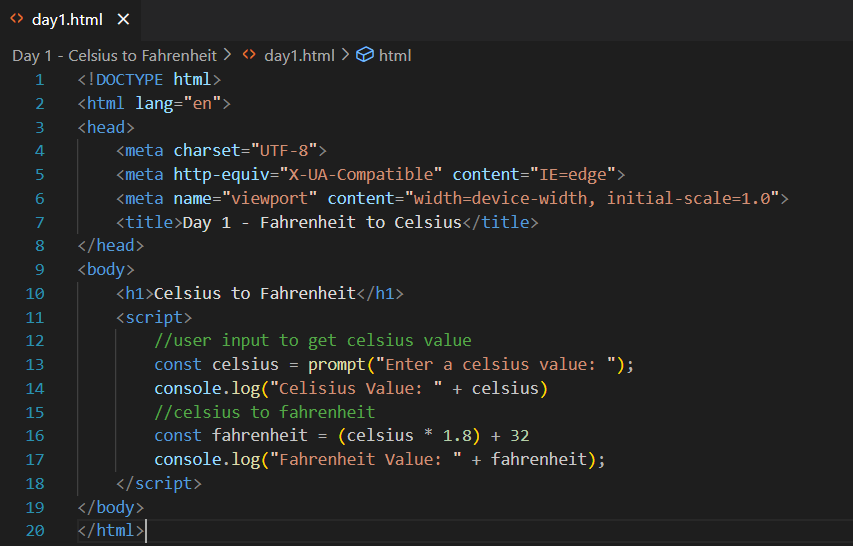 day1.html ×
Day 1 - Celsius to Fahrenheit > <> day1.html > html
1 <!DOCTYPE html>
2 <html lang="en">
3 <head>
4     <meta charset="UTF-8">
5     <meta http-equiv="X-UA-Compatible" content="IE=edge">
6     <meta name="viewport" content="width=device-width, initial-scale=1.0">
7     <title>Day 1 - Fahrenheit to Celsius</title>
8 </head>
9 <body>
10     <h1>Celsius to Fahrenheit</h1>
11     <script>
12         //user input to get celsius value
13         const celsius = prompt("Enter a celsius value: ");
14         console.log("Celisius Value: " + celsius)
15         //celsius to fahrenheit
16         const fahrenheit = (celsius * 1.8) + 32
17         console.log("Fahrenheit Value: " + fahrenheit);
18     </script>
19 </body>
20 </html>